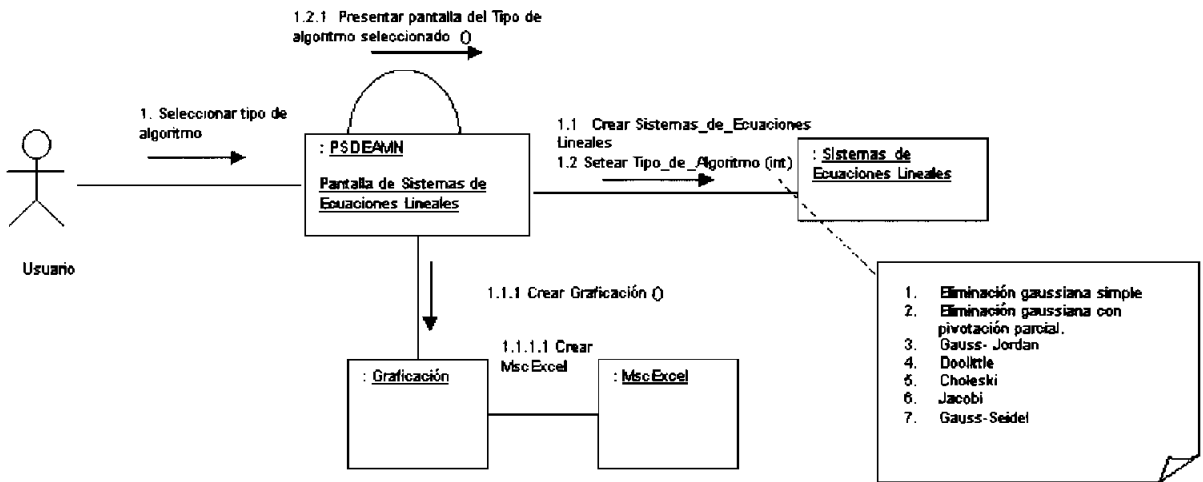 1.2.1 Presentar pantalla del Tipo de
algoritmo seleccionado ()
1. Seleccionar tipo de
algoritmo
1.1 Crear Sistemas_de_Ecuaciones
Lineales
1.2 Setear Tipo_de_Algoritmo (int)
: PSDEAMN
Pantalla de Sistemas de
Ecuaciones Lineales
: Sistemas de
Ecuaciones Lineales
Usuario
1.1.1 Crear Graficación ()
1.1.1.1 Crear
MscExcel
: Graficación
: MscExcel
1. Eliminación gaussiana simple
2. Eliminación gaussiana con
pivotación parcial.
3. Gauss- Jordan
4. Doolittle
5. Choleski
6. Jacobi
7. Gauss-Seidel